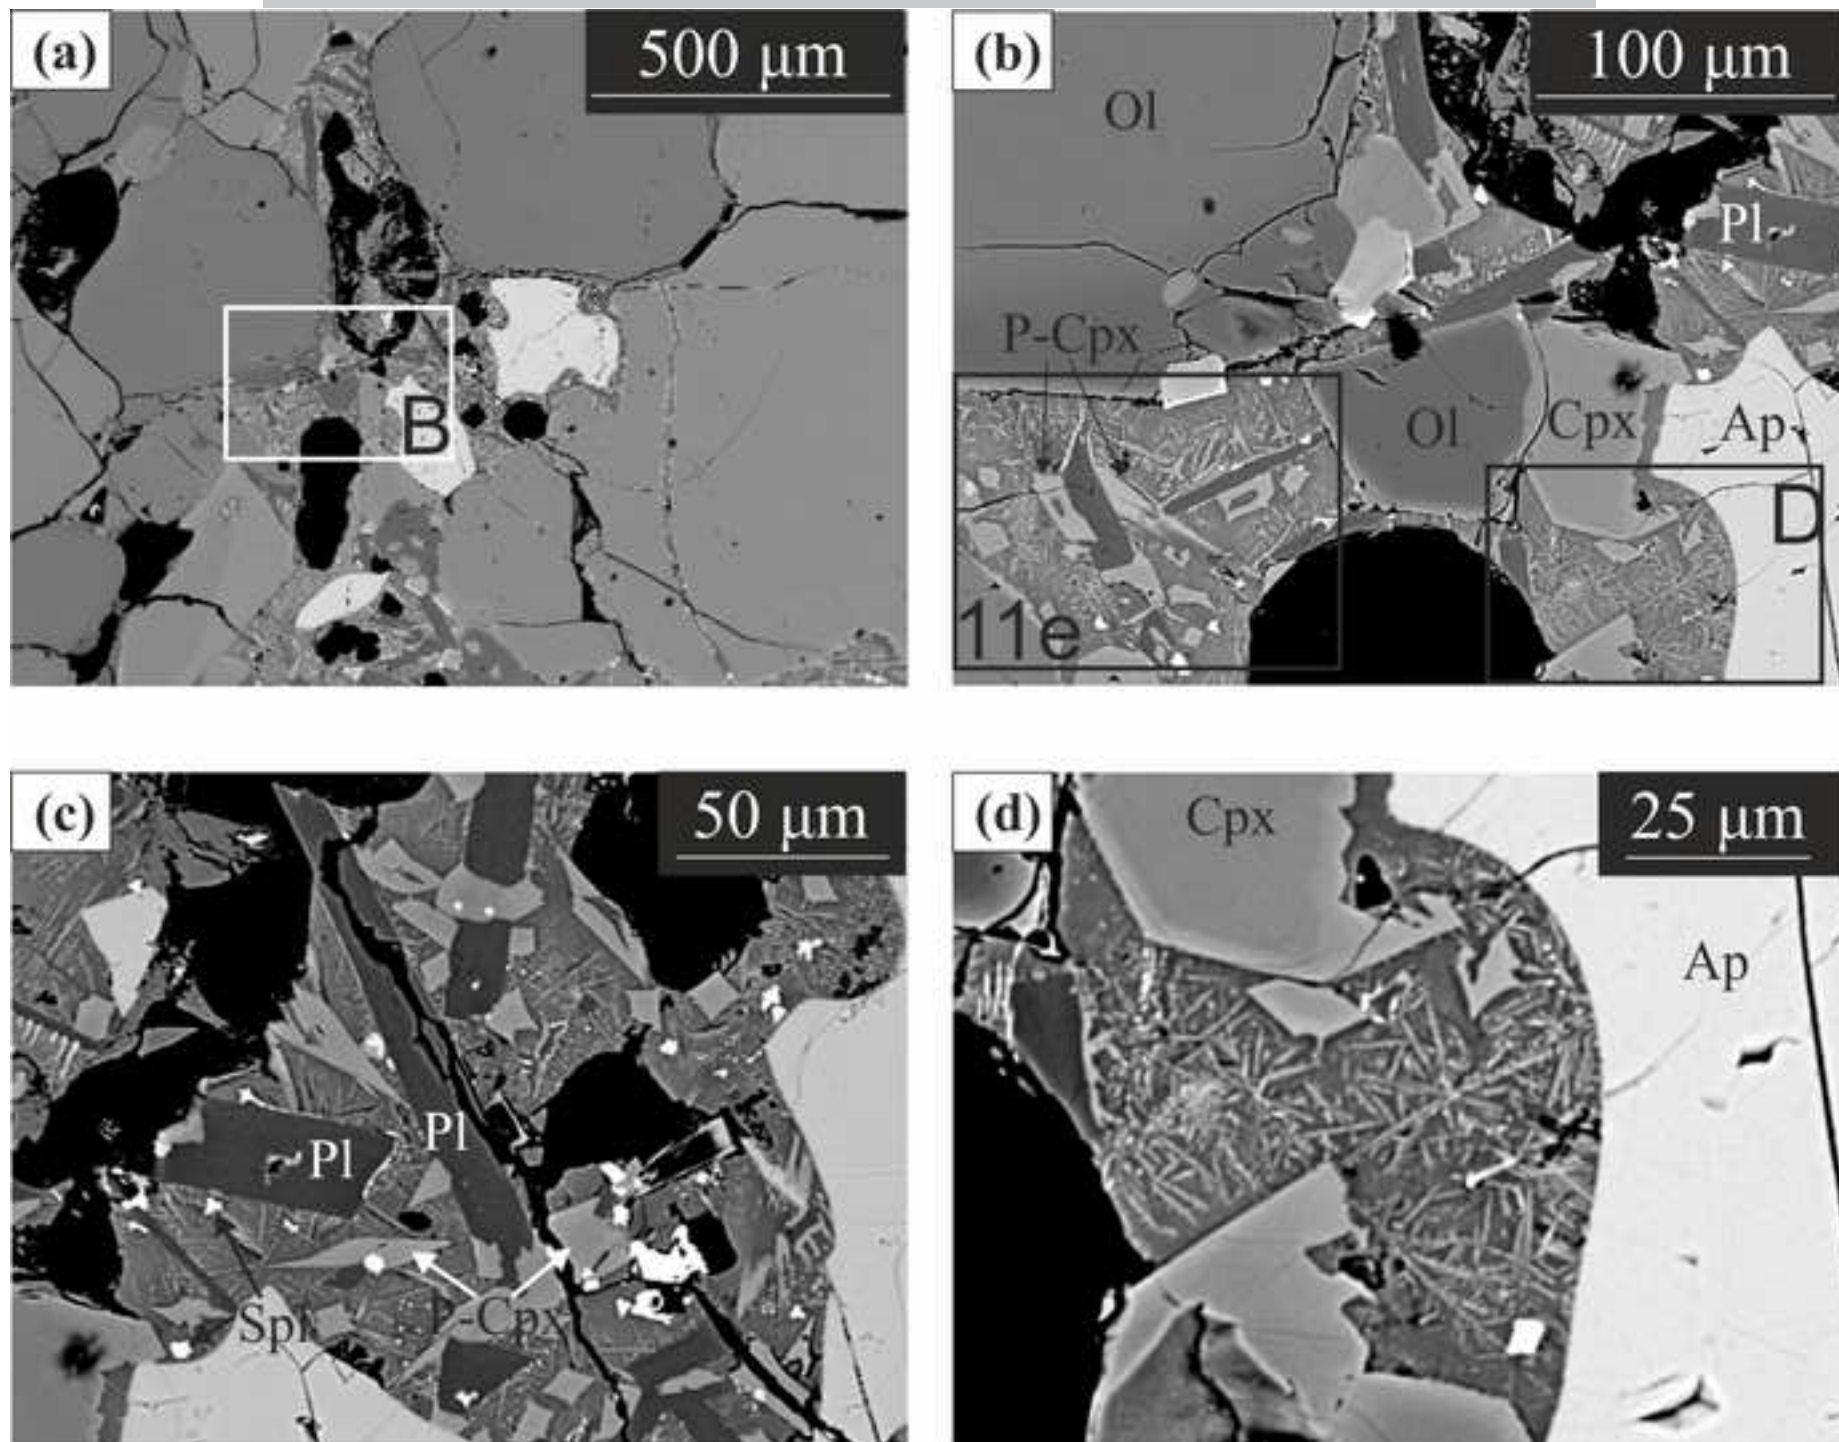 (a)
500 µm
B
(b)
100 µm
Ol
Pl
P-Cpx
Ol
Cpx
Ap
D
11e
(c)
50 µm
Pl
Pl
Spl
P-Cpx
(d)
25 µm
Cpx
Ap